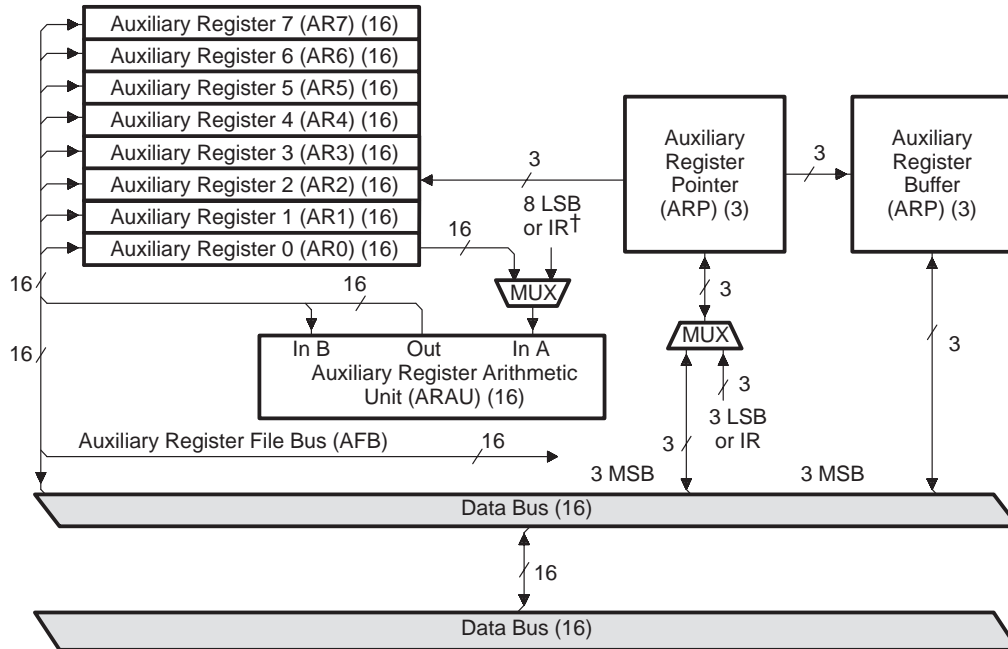 Auxiliary Register 7 (AR7) (16)
Auxiliary Register 6 (AR6) (16)
Auxiliary Register 5 (AR5) (16)
Auxiliary Register 4 (AR4) (16)
Auxiliary Register 3 (AR3) (16)
Auxiliary Register 2 (AR2) (16)
Auxiliary Register 1 (AR1) (16)
Auxiliary Register 0 (AR0) (16)
3
Auxiliary
Register
Pointer
(ARP) (3)
3
Auxiliary
Register
Buffer
(ARP) (3)
8 LSB
or IR†
16
MUX
16
16
3
MUX
3
16
In B
Out
In A
Auxiliary Register Arithmetic
Unit (ARAU) (16)
3
3 LSB
or IR
Auxiliary Register File Bus (AFB)
16
3
3 MSB
3 MSB
Data Bus (16)
16
Data Bus (16)